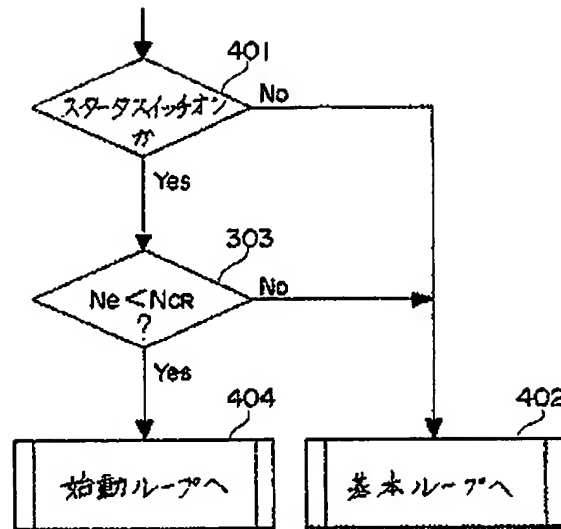 401
スタータスイッチオン
か
No
Yes
303
Ne<NCR
?
No
Yes
404
402
始動ループへ
基本ループへ